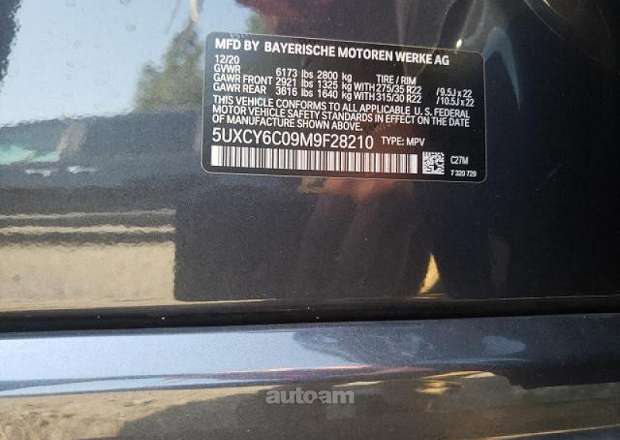 MFD BY BAYERISCHE MOTOREN WERKE AG
12/20
GVWR 6173 lbs 2800 kg TIRE / RIM
GAWR FRONT 2921 lbs 1325 kg WITH 275/35 R22 /9.5J x 22
GAWR REAR 3616 lbs 1640 kg WITH 315/30 R22 /10.5J x 22
THIS VEHICLE CONFORMS TO ALL APPLICABLE U. S. FEDERAL
MOTOR VEHICLE SAFETY STANDARDS IN EFFECT ON THE DATE OF
MANUFACTURE SHOWN ABOVE.
5UXCY6C09M9F28210 TYPE: MPV
C27M
7 320 729
autoam